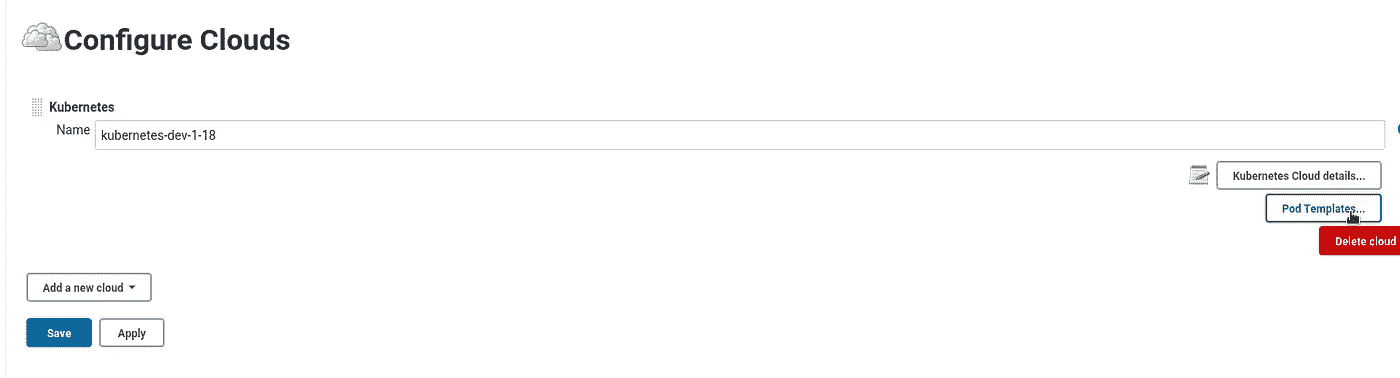 Configure Clouds
Kubernetes
Name
kubernetes-dev-1-18
Kubernetes Cloud details...
Pod Templates...
Delete cloud
Add a new cloud
Save
Apply